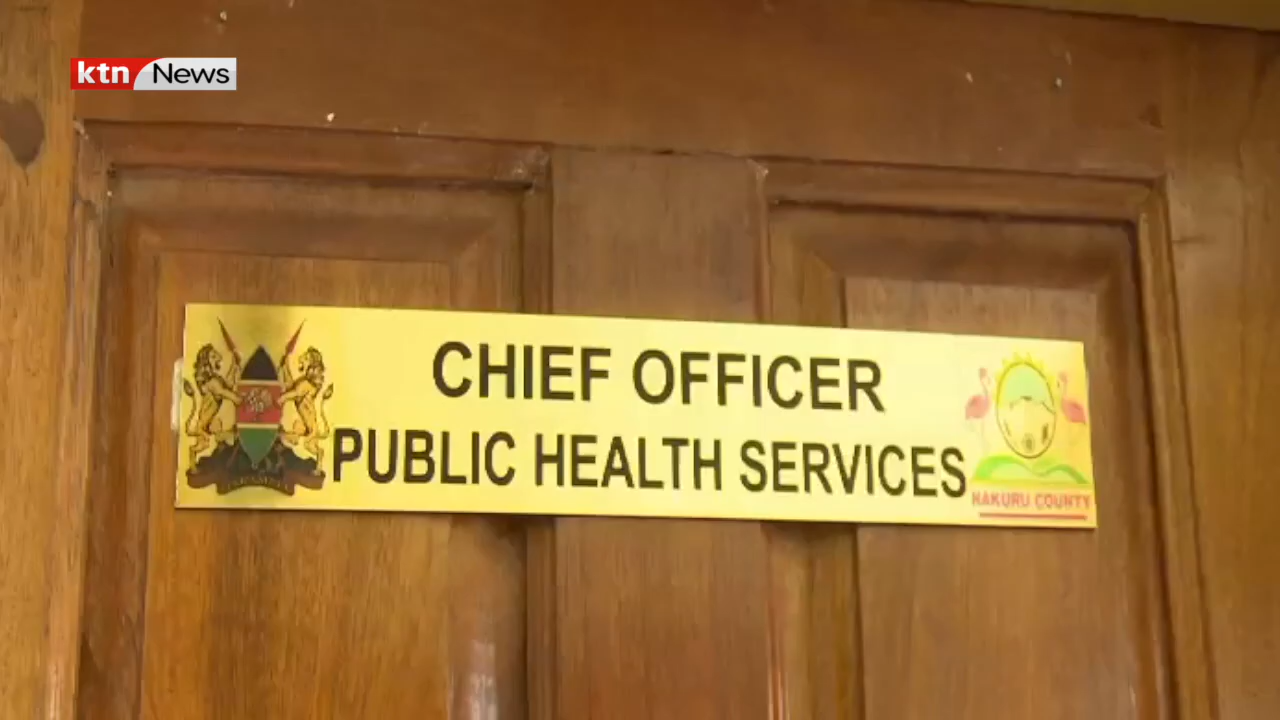 ktn News
CHIEF OFFICER
PUBLIC HEALTH SERVICES
NAKURU COUNTY